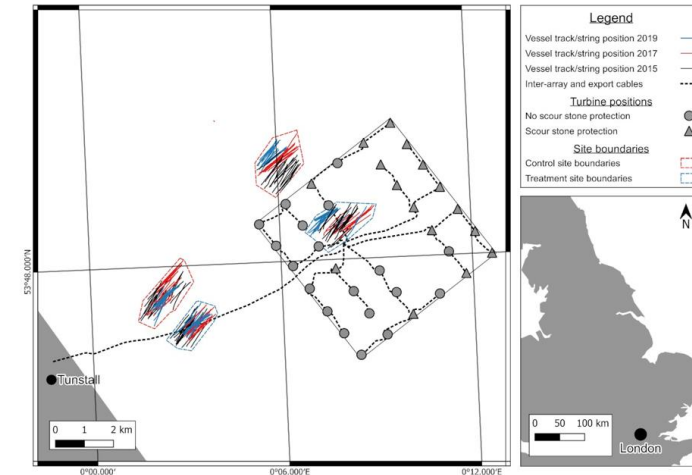 Legend
Vessel track/string position 2019
Vessel track/string position 2017
Vessel track/string position 2015
Inter-array and export cables
Turbine positions
No scour stone protection
Scour stone protection
Site boundaries
Control site boundaries
Treatment site boundaries
N
53°48.000'N
Tunstall
0 1 2 km
0°00.000'
0°06.000'E
0°12.000'E
0 50 100 km
London